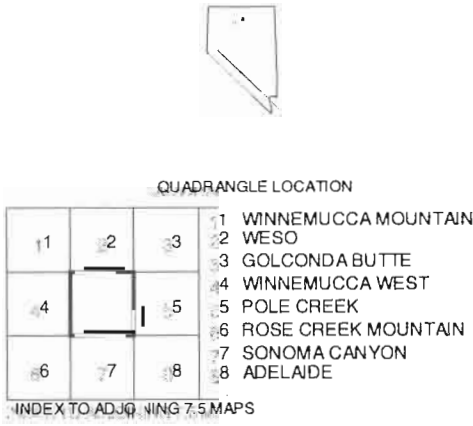 QUADRANGLE LOCATION
1 2 3
4 5
6 7 8
1 WINNEMUCCA MOUNTAIN
2 WESO
3 GOLCONDA BUTTE
4 WINNEMUCCA WEST
5 POLE CREEK
6 ROSE CREEK MOUNTAIN
7 SONOMA CANYON
8 ADELAIDE
INDEX TO 7.5 MAPS